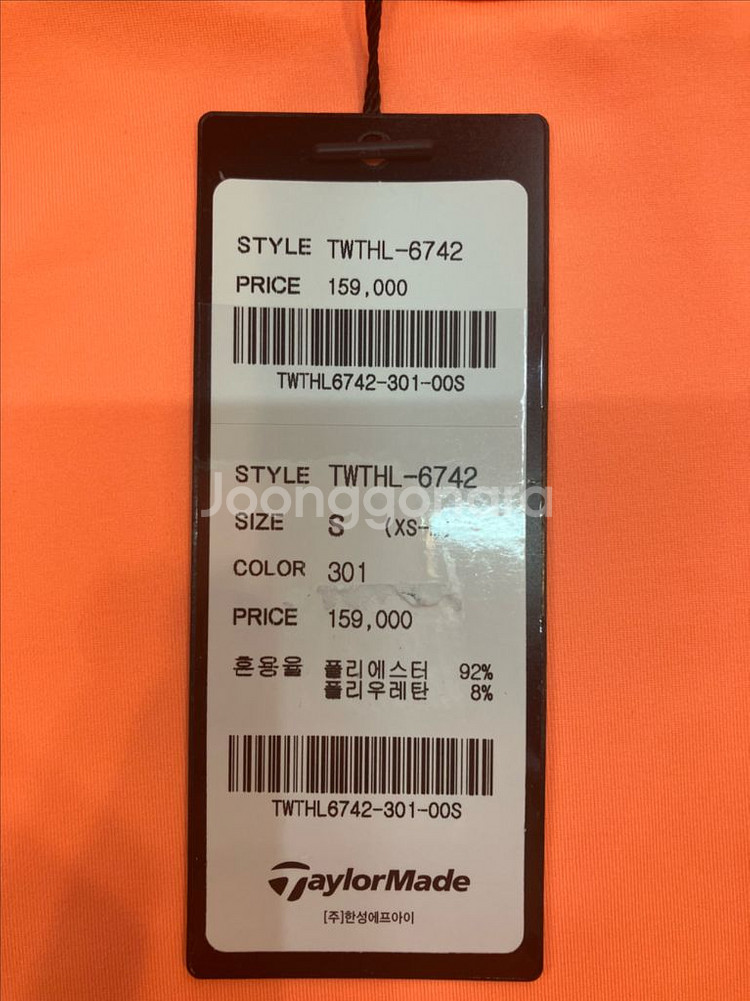 STYLE TWTHL-6742
PRICE 159,000
TWTHL6742-301-00S
STYLE TWTHL-6742
Joonggonara
SIZE S (XS-
COLOR 301
PRICE 159,000
혼용율 폴리에스터 92%
폴리우레탄 8%
TWTHL6742-301-00S
TaylorMade
[주]한성에프아이